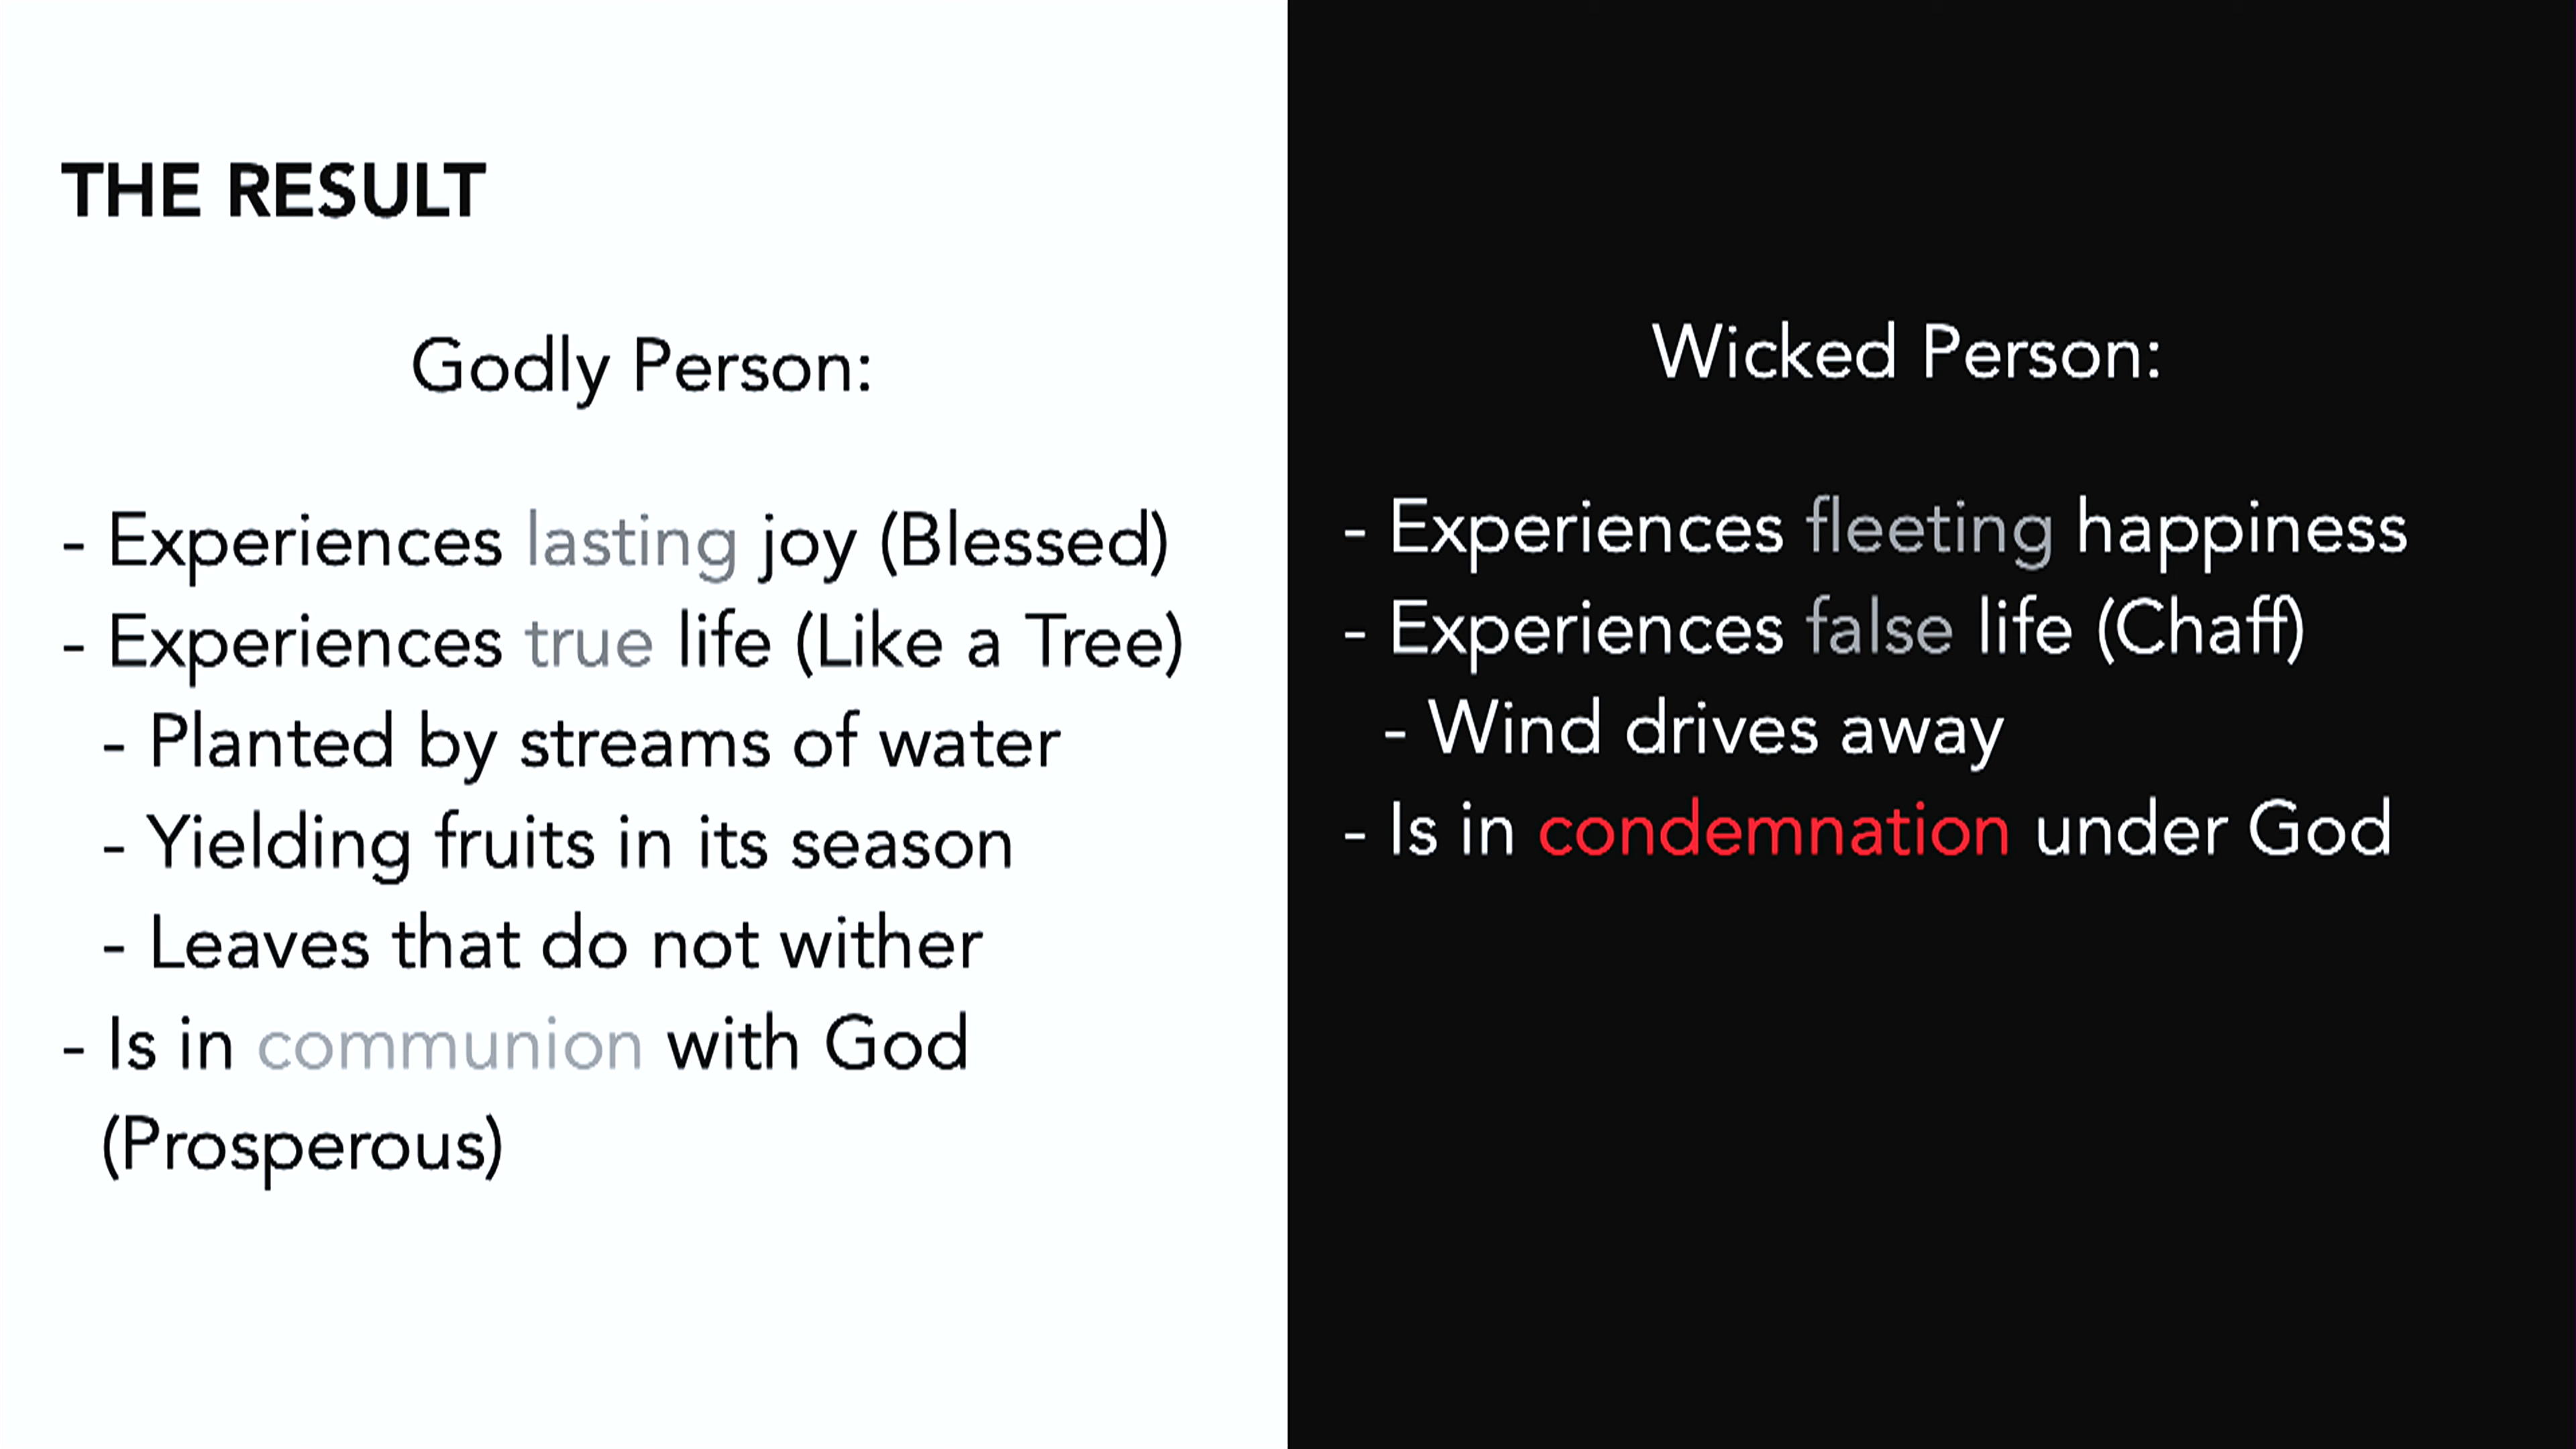 THE RESULT
Godly Person:
- Experiences lasting joy (Blessed)
- Experiences true life (Like a Tree)
- Planted by streams of water
- Yielding fruits in its season
- Leaves that do not wither
- Is in communion with God
(Prosperous)
Wicked Person:
- Experiences fleeting happiness
- Experiences false life (Chaff)
- Wind drives away
- Is in condemnation under God